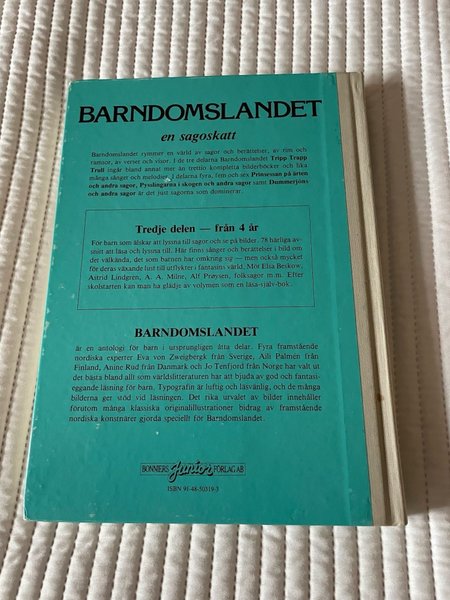 BARNDOMSLANDET
en sagoskatt
Barndomslandet rymmer en värld av sagor och berättelser, av rim och
ramsor, av verser och visor. I de tre delarna Barndomslandet Tripp Trapp
Trull ingår bland annat mer än trettio kompletta bilderböcker och lika
många sånger och melodier. I delarna fyra, fem och sex Prinsessan på ärten
och andra sagor, Pysslingarna i skogen och andra sagor samt Dummerjöns
och andra sagor är det just sagorna som dominerar.
Tredje delen — från 4 år
För barn som älskar att lyssna till sagor och se på bilder. 78 härliga av-
snitt att läsa och lyssna till. Här finns sånger och berättelser i bild om
det välkända, det som barnen har omkring sig — men också mycket
för deras växande lust till utflykter i fantasins värld. Möt Elsa Beskow,
Astrid Lindgren, A. A. Milne, Alf Prøysen, folksagor m.m. Efter
skolstarten kan man ha glädje av volymen som en läsa-själv-bok.
BARNDOMSLANDET
är en antologi för barn i ursprungligen åtta delar. Fyra framstående
nordiska experter Eva von Zweigbergk från Sverige, Aili Palmén från
Finland, Anine Rud från Danmark och Jo Tenfjord från Norge har valt ut
det bästa bland allt som världslitteraturen har att bjuda av god och fantasi-
eggande läsning för barn. Typografin är luftig och läsvänlig, och de många
bilderna ger stöd vid läsningen. Det rika urvalet av bilder innehåller
förutom många klassiska originalillustrationer bidrag av framstående
nordiska konstnärer gjorda speciellt för Barndomslandet.
BONNIERS Junior FÖRLAG AB
ISBN 91-48-50319-3